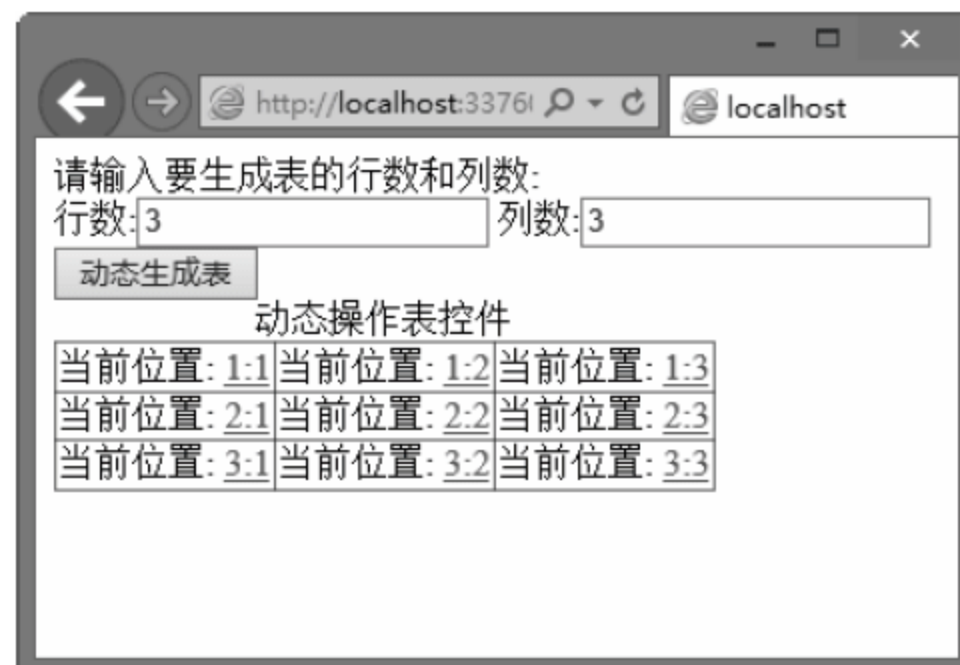 http://localhost:3376
localhost
请输入要生成表的行数和列数:
行数:3 列数:3
动态生成表
动态操作表控件
当前位置: 1:1 当前位置: 1:2 当前位置: 1:3
当前位置: 2:1 当前位置: 2:2 当前位置: 2:3
当前位置: 3:1 当前位置: 3:2 当前位置: 3:3